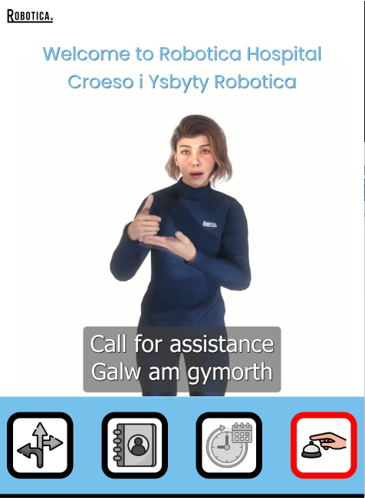 ROBOTICA.
Welcome to Robotica Hospital
Croeso i Ysbyty Robotica
ROBOTICA.
Call for assistance
Galw am gymorth